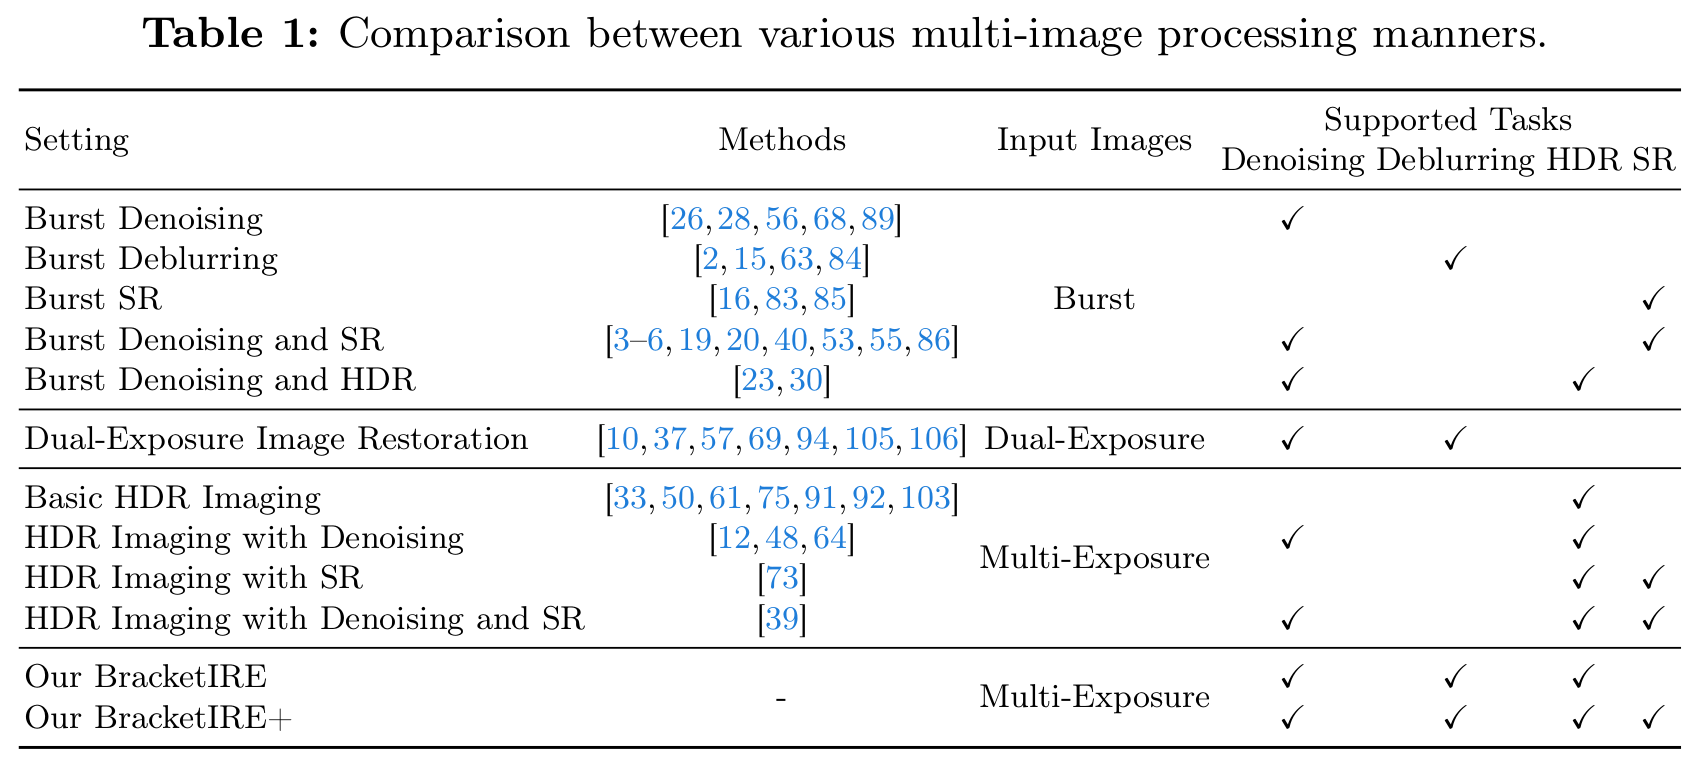 Table 1: Comparison between various multi-image processing manners.
Setting Methods Input Images Supported Tasks
Denoising Deblurring HDR SR
Burst Denoising [26, 28, 56, 68, 89] ✓
Burst Deblurring [2, 15, 63, 84] ✓
Burst SR [16, 83, 85] Burst ✓
Burst Denoising and SR [3–6, 19, 20, 40, 53, 55, 86] ✓ ✓
Burst Denoising and HDR [23, 30] ✓ ✓
Dual-Exposure Image Restoration [10, 37, 57, 69, 94, 105, 106] Dual-Exposure ✓ ✓
Basic HDR Imaging [33, 50, 61, 75, 91, 92, 103] ✓
HDR Imaging with Denoising [12, 48, 64] ✓ ✓
Multi-Exposure
HDR Imaging with SR [73] ✓ ✓
HDR Imaging with Denoising and SR [39] ✓ ✓ ✓
Our BracketIRE ✓ ✓ ✓
- Multi-Exposure
Our BracketIRE+ ✓ ✓ ✓ ✓